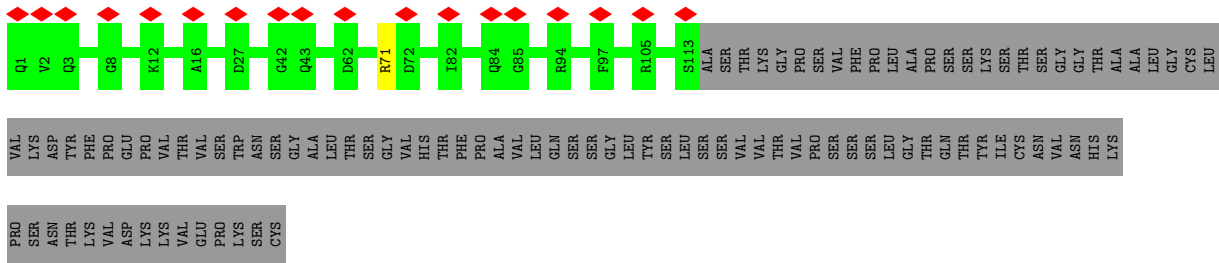 Q1 V2 Q3 G8 K12 A16 D27 G42 Q43 D62 R71 D72 I82 Q84 G85 R94 F97 R105 S113 ALA SER THR LYS GLY PRO SER VAL PHE PRO LEU ALA PRO SER SER LYS SER THR SER GLY GLY THR ALA ALA LEU GLY CYS LEU
VAL LYS ASP TYR PHE PRO GLU PRO VAL THR VAL SER TRP ASN SER GLY ALA LEU THR SER GLY VAL HIS THR PHE PRO ALA VAL LEU GLN SER SER GLY LEU TYR SER LEU SER SER VAL VAL THR VAL PRO SER SER SER LEU GLY THR GLN THR TYR ILE CYS ASN VAL ASN HIS LYS
PRO SER ASN THR LYS VAL ASP LYS LYS VAL GLU PRO LYS SER CYS